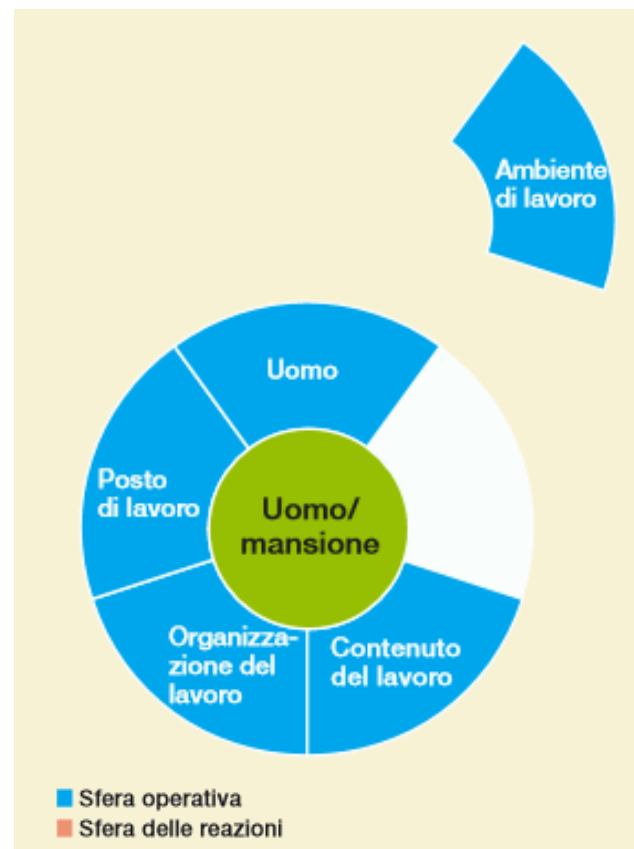 Ambiente
di lavoro
Uomo
Posto
di lavoro
Uomo/
mansione
Organizza-
zione del
lavoro
Contenuto
del lavoro
Sfera operativa
Sfera delle reazioni